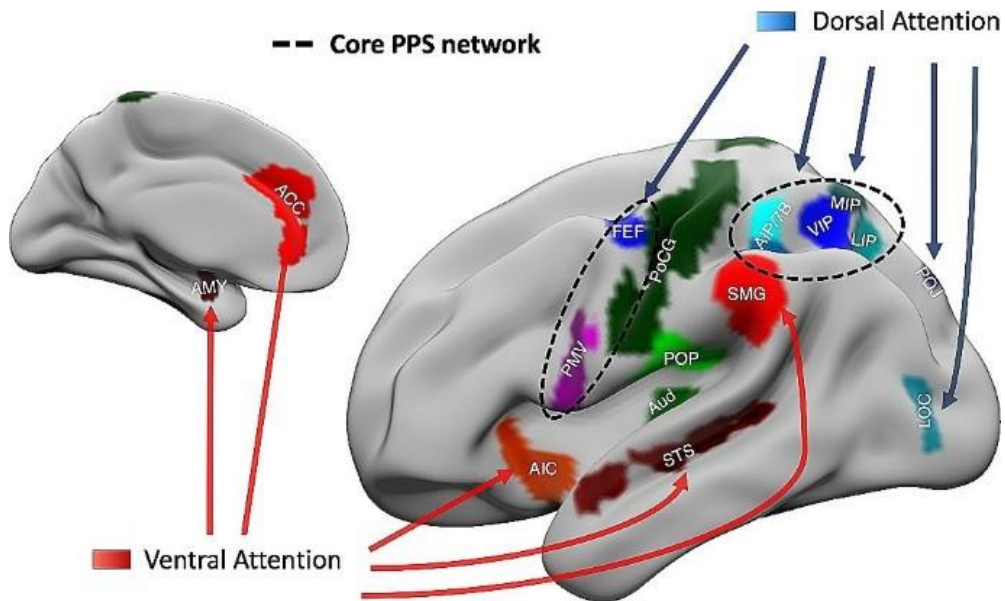 Core PPS network
Dorsal Attention
ACC
AMY
FEF
PoCG
AIP/7B
VIP
MIP
LIP
POJ
SMG
PMV
POP
Aud
LOC
AIC
STS
Ventral Attention